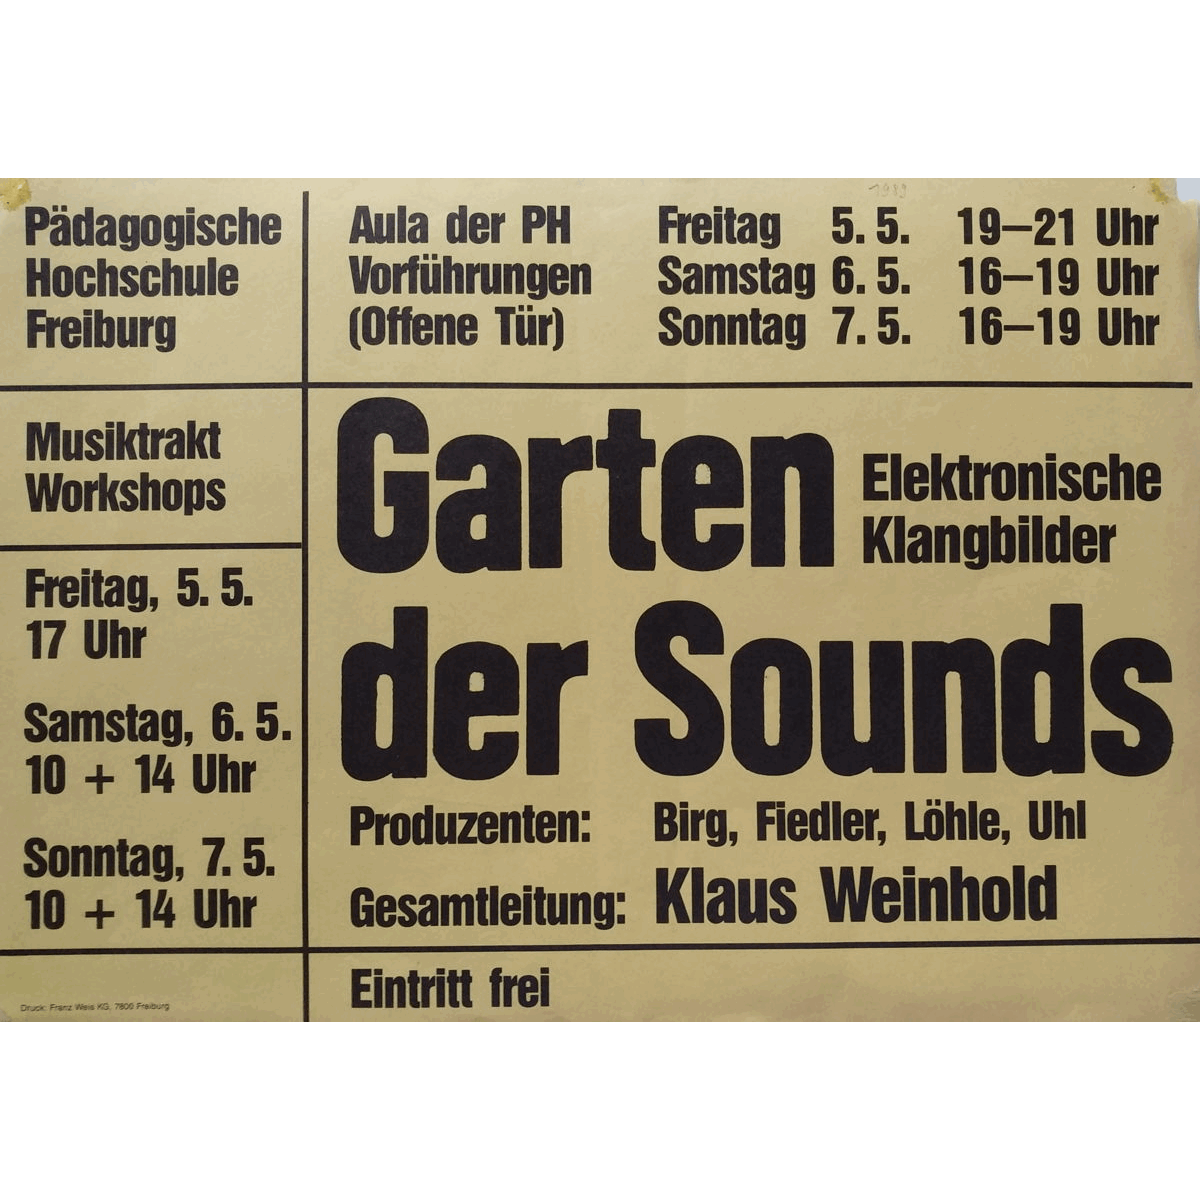 1989
Pädagogische
Hochschule
Freiburg
Aula der PH
Vorführungen
(Offene Tür)
Freitag 5. 5. 19–21 Uhr
Samstag 6. 5. 16–19 Uhr
Sonntag 7. 5. 16–19 Uhr
Musiktrakt
Workshops
Freitag, 5. 5.
17 Uhr
Samstag, 6. 5.
10 + 14 Uhr
Sonntag, 7. 5.
10 + 14 Uhr
Garten
der Sounds
Elektronische
Klangbilder
Produzenten: Birg, Fiedler, Löhle, Uhl
Gesamtleitung: Klaus Weinhold
Eintritt frei
Druck: Franz Weis KG, 7800 Freiburg